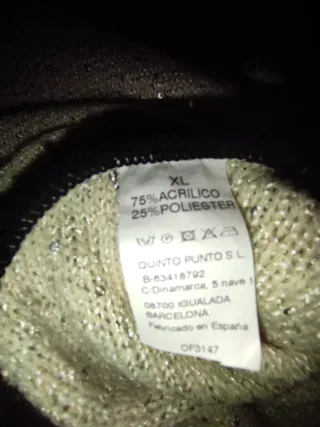 XL
75%ACRILICO
25%POLIESTER
QUINTO PUNTO S.L
B-63418792
C/Dinamarca, 5 nave 1
08700 IGUALADA
BARCELONA
Fabricado en España
OF3147